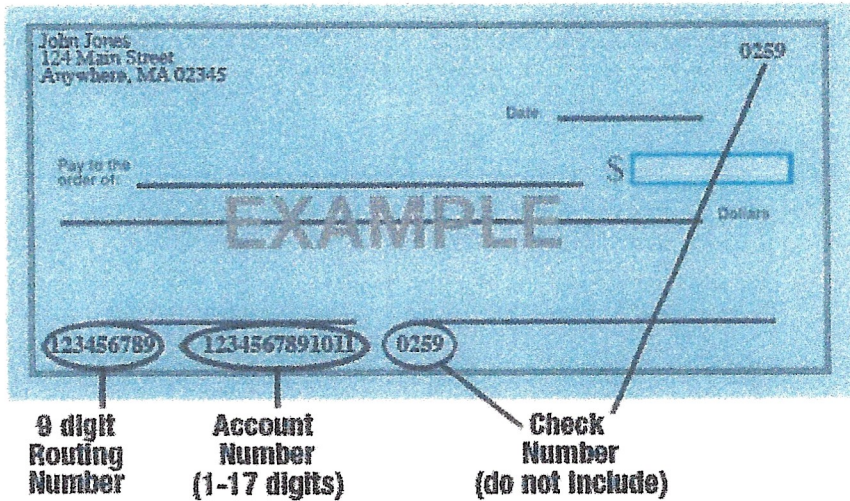 John Jones
124 Main Street
Anywhere, MA 02345
0259
Date
Pay to the
order of:
$
EXAMPLE
Dollars
123456789
1234567891011
0259
9 digit
Routing
Number
Account
Number
(1-17 digits)
Check
Number
(do not include)